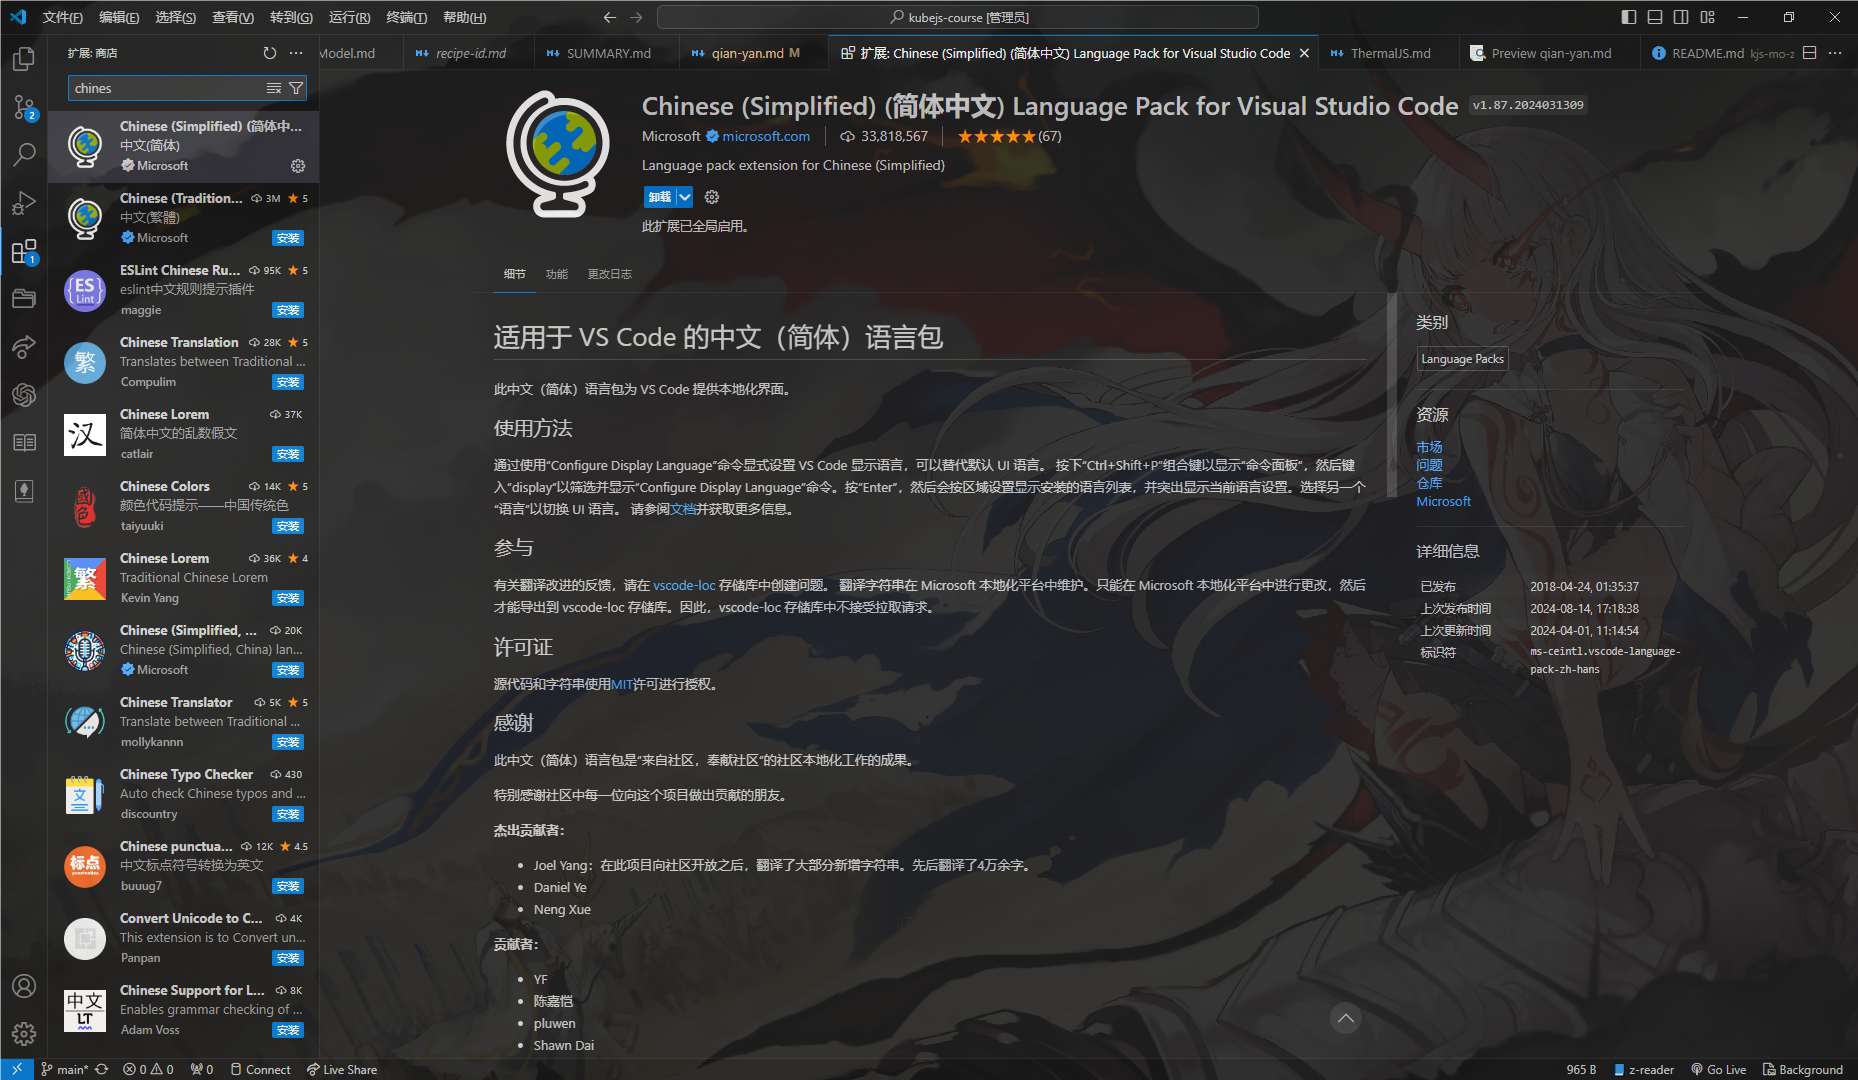 文件(F) 编辑(E) 选择(S) 查看(V) 转到(G) 运行(R) 终端(T) 帮助(H)
kubejs-course [管理员]
扩展: 商店
Model.md
recipe-id.md
SUMMARY.md
qian-yan.md M
扩展: Chinese (Simplified) (简体中文) Language Pack for Visual Studio Code
ThermalJS.md
Preview qian-yan.md
README.md kjs-mo-z
chines
Chinese (Simplified) (简体中...
中文(简体)
Microsoft
Chinese (Tradition... 3M 5
中文(繁體)
Microsoft 安装
ES
Lint
ESLint Chinese Ru... 95K 5
eslint中文规则提示插件
maggie 安装
繁
Chinese Translation 28K 5
Translates between Traditional ...
Compulim 安装
汉
Chinese Lorem 37K
简体中文的乱数假文
catlair 安装
國色
Chinese Colors 14K 5
颜色代码提示——中国传统色
taiyuuki 安装
繁
Chinese Lorem 36K 4
Traditional Chinese Lorem
Kevin Yang 安装
Chinese (Simplified, ... 20K
Chinese (Simplified, China) lan...
Microsoft 安装
Chinese Translator 5K 5
Translate between Traditional ...
mollykannn 安装
文
Chinese Typo Checker 430
Auto check Chinese typos and ...
discountry 安装
标点
Chinese punctua... 12K 4.5
中文标点符号转换为英文
buuug7 安装
Convert Unicode to C... 4K
This extension is to Convert un...
Panpan 安装
中文
LT
Chinese Support for L... 8K
Enables grammar checking of ...
Adam Voss 安装
Chinese (Simplified) (简体中文) Language Pack for Visual Studio Code v1.87.2024031309
Microsoft microsoft.com 33,818,567 (67)
Language pack extension for Chinese (Simplified)
卸载
此扩展已全局启用。
细节 功能 更改日志
适用于 VS Code 的中文（简体）语言包
此中文（简体）语言包为 VS Code 提供本地化界面。
使用方法
通过使用“Configure Display Language”命令显式设置 VS Code 显示语言，可以替代默认 UI 语言。 按下“Ctrl+Shift+P”组合键以显示“命令面板”，然后键
入“display”以筛选并显示“Configure Display Language”命令。按“Enter”，然后会按区域设置显示安装的语言列表，并突出显示当前语言设置。选择另一个
“语言”以切换 UI 语言。 请参阅文档并获取更多信息。
参与
有关翻译改进的反馈，请在 vscode-loc 存储库中创建问题。 翻译字符串在 Microsoft 本地化平台中维护。只能在 Microsoft 本地化平台中进行更改，然后
才能导出到 vscode-loc 存储库。因此，vscode-loc 存储库中不接受拉取请求。
许可证
源代码和字符串使用MIT许可进行授权。
感谢
此中文（简体）语言包是“来自社区，奉献社区”的社区本地化工作的成果。
特别感谢社区中每一位向这个项目做出贡献的朋友。
杰出贡献者：
Joel Yang：在此项目向社区开放之后，翻译了大部分新增字符串。先后翻译了4万余字。
Daniel Ye
Neng Xue
贡献者：
YF
陈嘉恺
pluwen
Shawn Dai
类别
Language Packs
资源
市场
问题
仓库
Microsoft
详细信息
已发布 2018-04-24, 01:35:37
上次发布时间 2024-08-14, 17:18:38
上次更新时间 2024-04-01, 11:14:54
标识符 ms-ceintl.vscode-language-
pack-zh-hans
2
1
main* 0 0 0 Connect Live Share 965 B z-reader Go Live Background